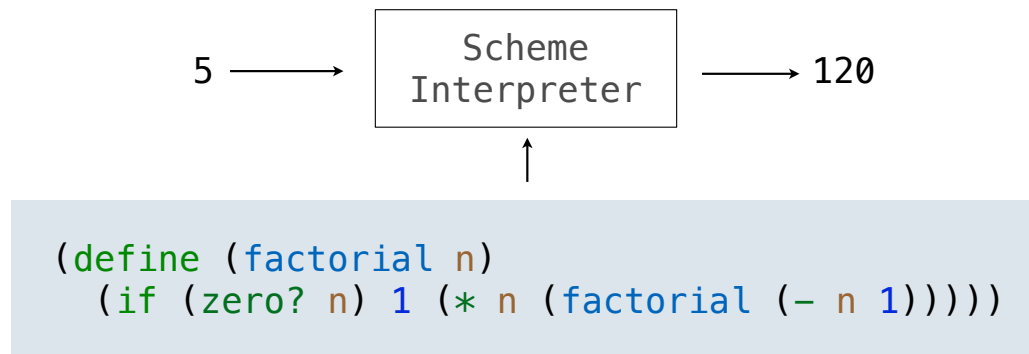 5
Scheme
Interpreter
120
(define (factorial n)
  (if (zero? n) 1 (* n (factorial (- n 1)))))